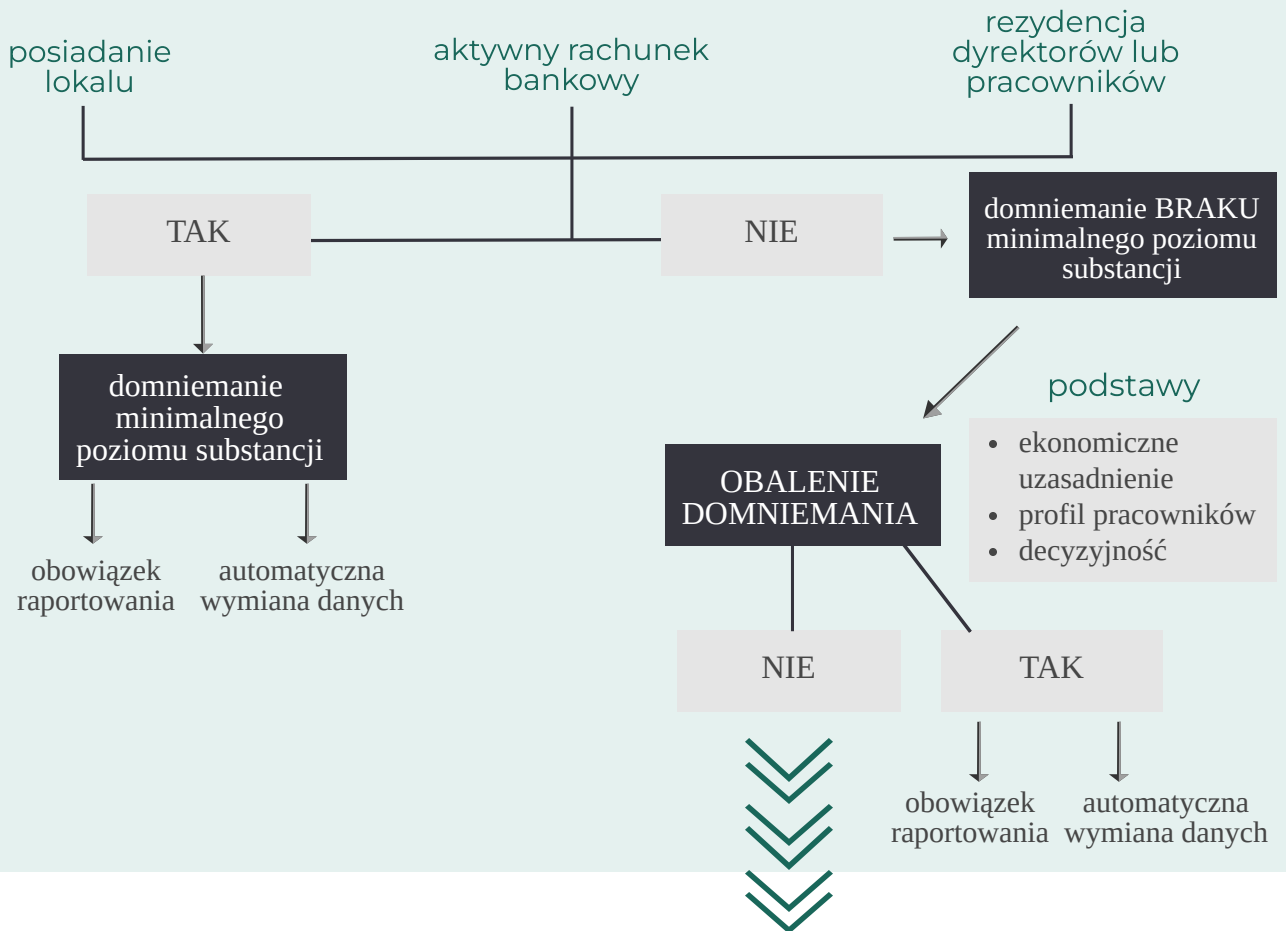 posiadanie
lokalu
aktywny rachunek
bankowy
rezydencja
dyrektorów lub
pracowników
TAK
NIE
domniemanie BRAKU
minimalnego poziomu
substancji
domniemanie
minimalnego
poziomu substancji
obowiązek
raportowania
automatyczna
wymiana danych
podstawy
• ekonomiczne
uzasadnienie
• profil pracowników
• decyzyjność
OBALENIE
DOMNIEMANIA
NIE
TAK
obowiązek
raportowania
automatyczna
wymiana danych